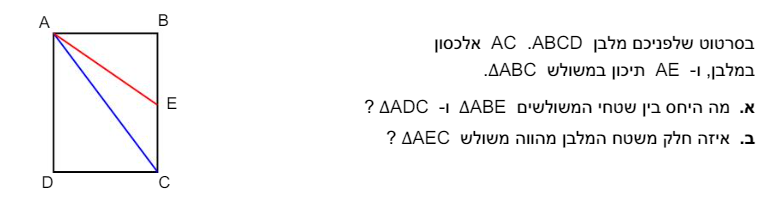 בסרטוט שלפניכם מלבן ABCD. AC אלכסון
במלבן, ו- AE תיכון במשולש ΔABC.
א. מה היחס בין שטחי המשולשים ΔABE ו- ΔADC ?
ב. איזה חלק משטח המלבן מהווה משולש ΔAEC ?
A
B
E
D
C